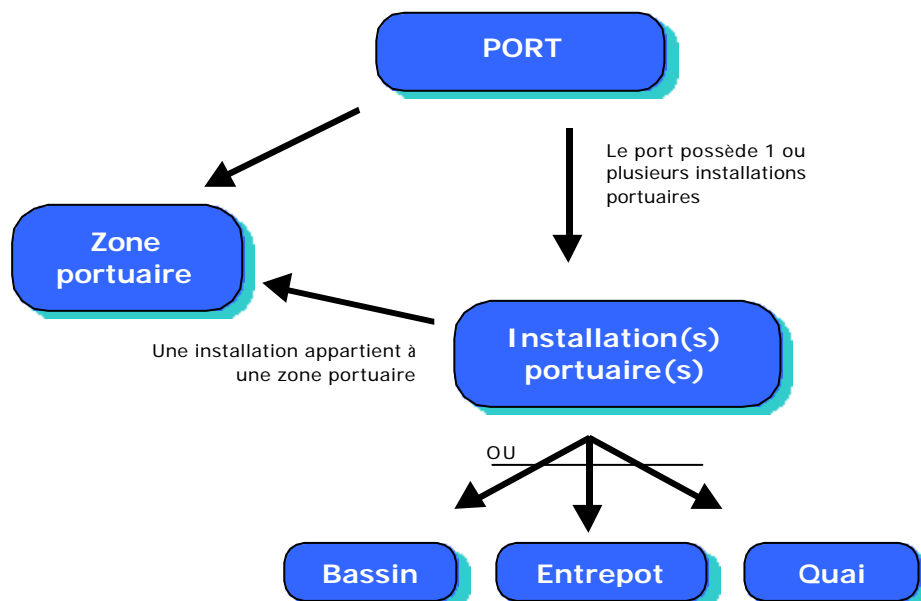 PORT
Le port possède 1 ou
plusieurs installations
portuaires
Zone
portuaire
Une installation appartient à
une zone portuaire
Installation(s)
portuaire(s)
OU
Bassin
Entrepot
Quai